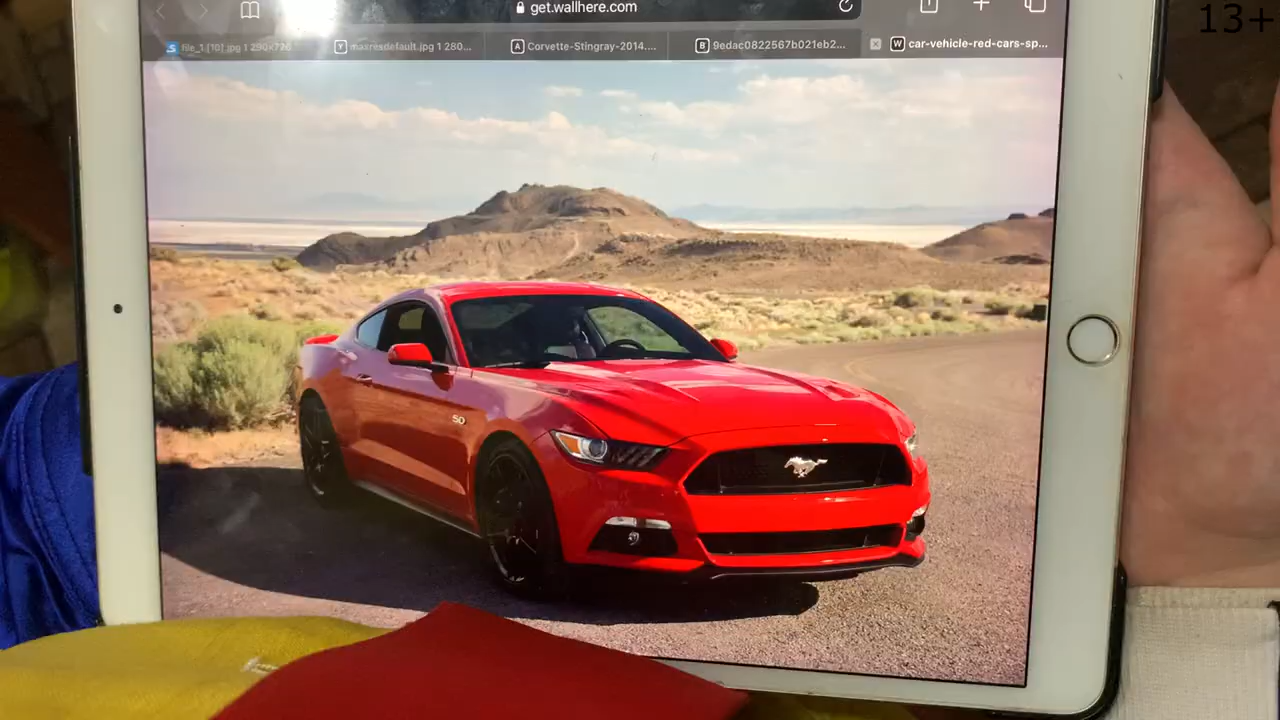 get.wallhere.com
13+
file_1 [10].jpg 1 290×726
maxresdefault.jpg 1 280...
Corvette-Stingray-2014....
9edac0822567b021eb2...
car-vehicle-red-cars-sp...
5.0